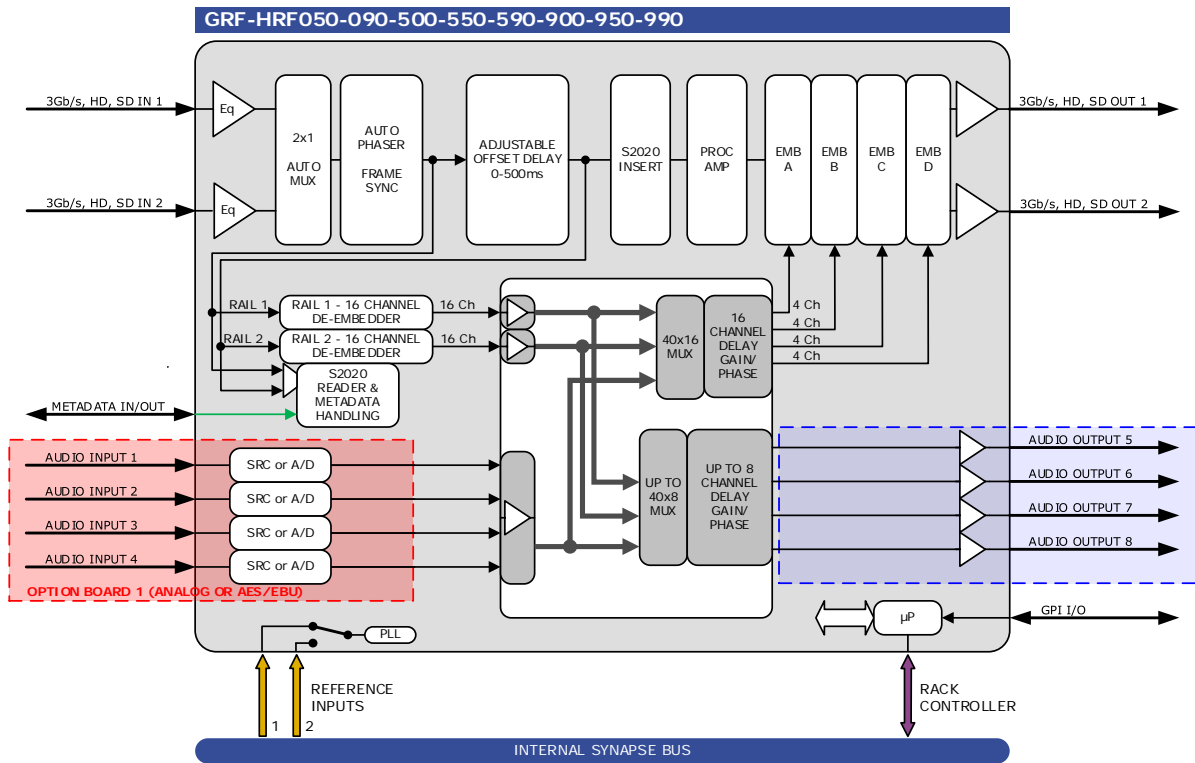 GRF-HRF050-090-500-550-590-900-950-990
3Gb/s, HD, SD IN 1
3Gb/s, HD, SD IN 2
Eq
Eq
2x1
AUTO
MUX
AUTO
PHASER
FRAME
SYNC
ADJUSTABLE
OFFSET DELAY
0-500ms
S2020
INSERT
PROC
AMP
EMB
A
EMB
B
EMB
C
EMB
D
3Gb/s, HD, SD OUT 1
3Gb/s, HD, SD OUT 2
RAIL 1
RAIL 1 - 16 CHANNEL
DE-EMBEDDER
16 Ch
RAIL 2
RAIL 2 - 16 CHANNEL
DE-EMBEDDER
16 Ch
S2020
READER &
METADATA
HANDLING
METADATA IN/OUT
40x16
MUX
16
CHANNEL
DELAY
GAIN/
PHASE
4 Ch
4 Ch
4 Ch
4 Ch
AUDIO INPUT 1
AUDIO INPUT 2
AUDIO INPUT 3
AUDIO INPUT 4
SRC or A/D
SRC or A/D
SRC or A/D
SRC or A/D
OPTION BOARD 1 (ANALOG OR AES/EBU)
UP TO
40x8
MUX
UP TO 8
CHANNEL
DELAY
GAIN/
PHASE
AUDIO OUTPUT 5
AUDIO OUTPUT 6
AUDIO OUTPUT 7
AUDIO OUTPUT 8
µP
GPI I/O
PLL
REFERENCE
INPUTS
1
2
RACK
CONTROLLER
INTERNAL SYNAPSE BUS